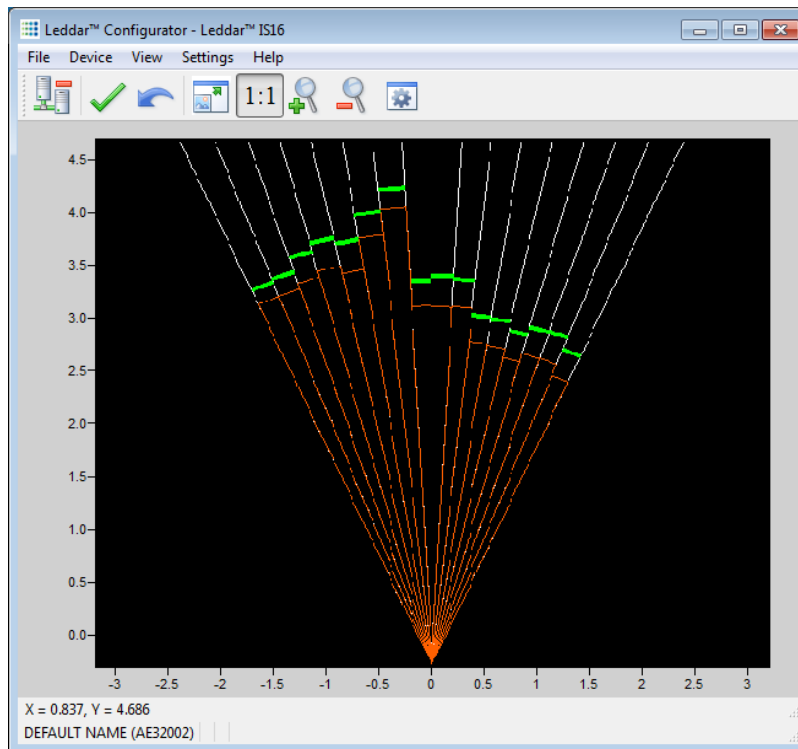 Leddar™ Configurator - Leddar™ IS16
File Device View Settings Help
1:1
4.5
4.0
3.5
3.0
2.5
2.0
1.5
1.0
0.5
0.0
-3 -2.5 -2 -1.5 -1 -0.5 0 0.5 1 1.5 2 2.5 3
X = 0.837, Y = 4.686
DEFAULT NAME (AE32002)